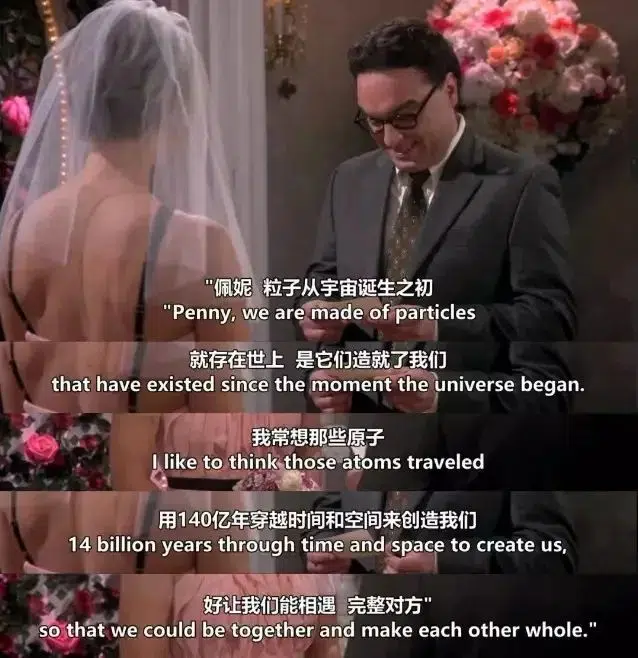 "佩妮 粒子从宇宙诞生之初
"Penny, we are made of particles
就存在世上 是它们造就了我们
that have existed since the moment the universe began.
我常想那些原子
I like to think those atoms traveled
用140亿年穿越时间和空间来创造我们
14 billion years through time and space to create us,
好让我们能相遇 完整对方"
so that we could be together and make each other whole."